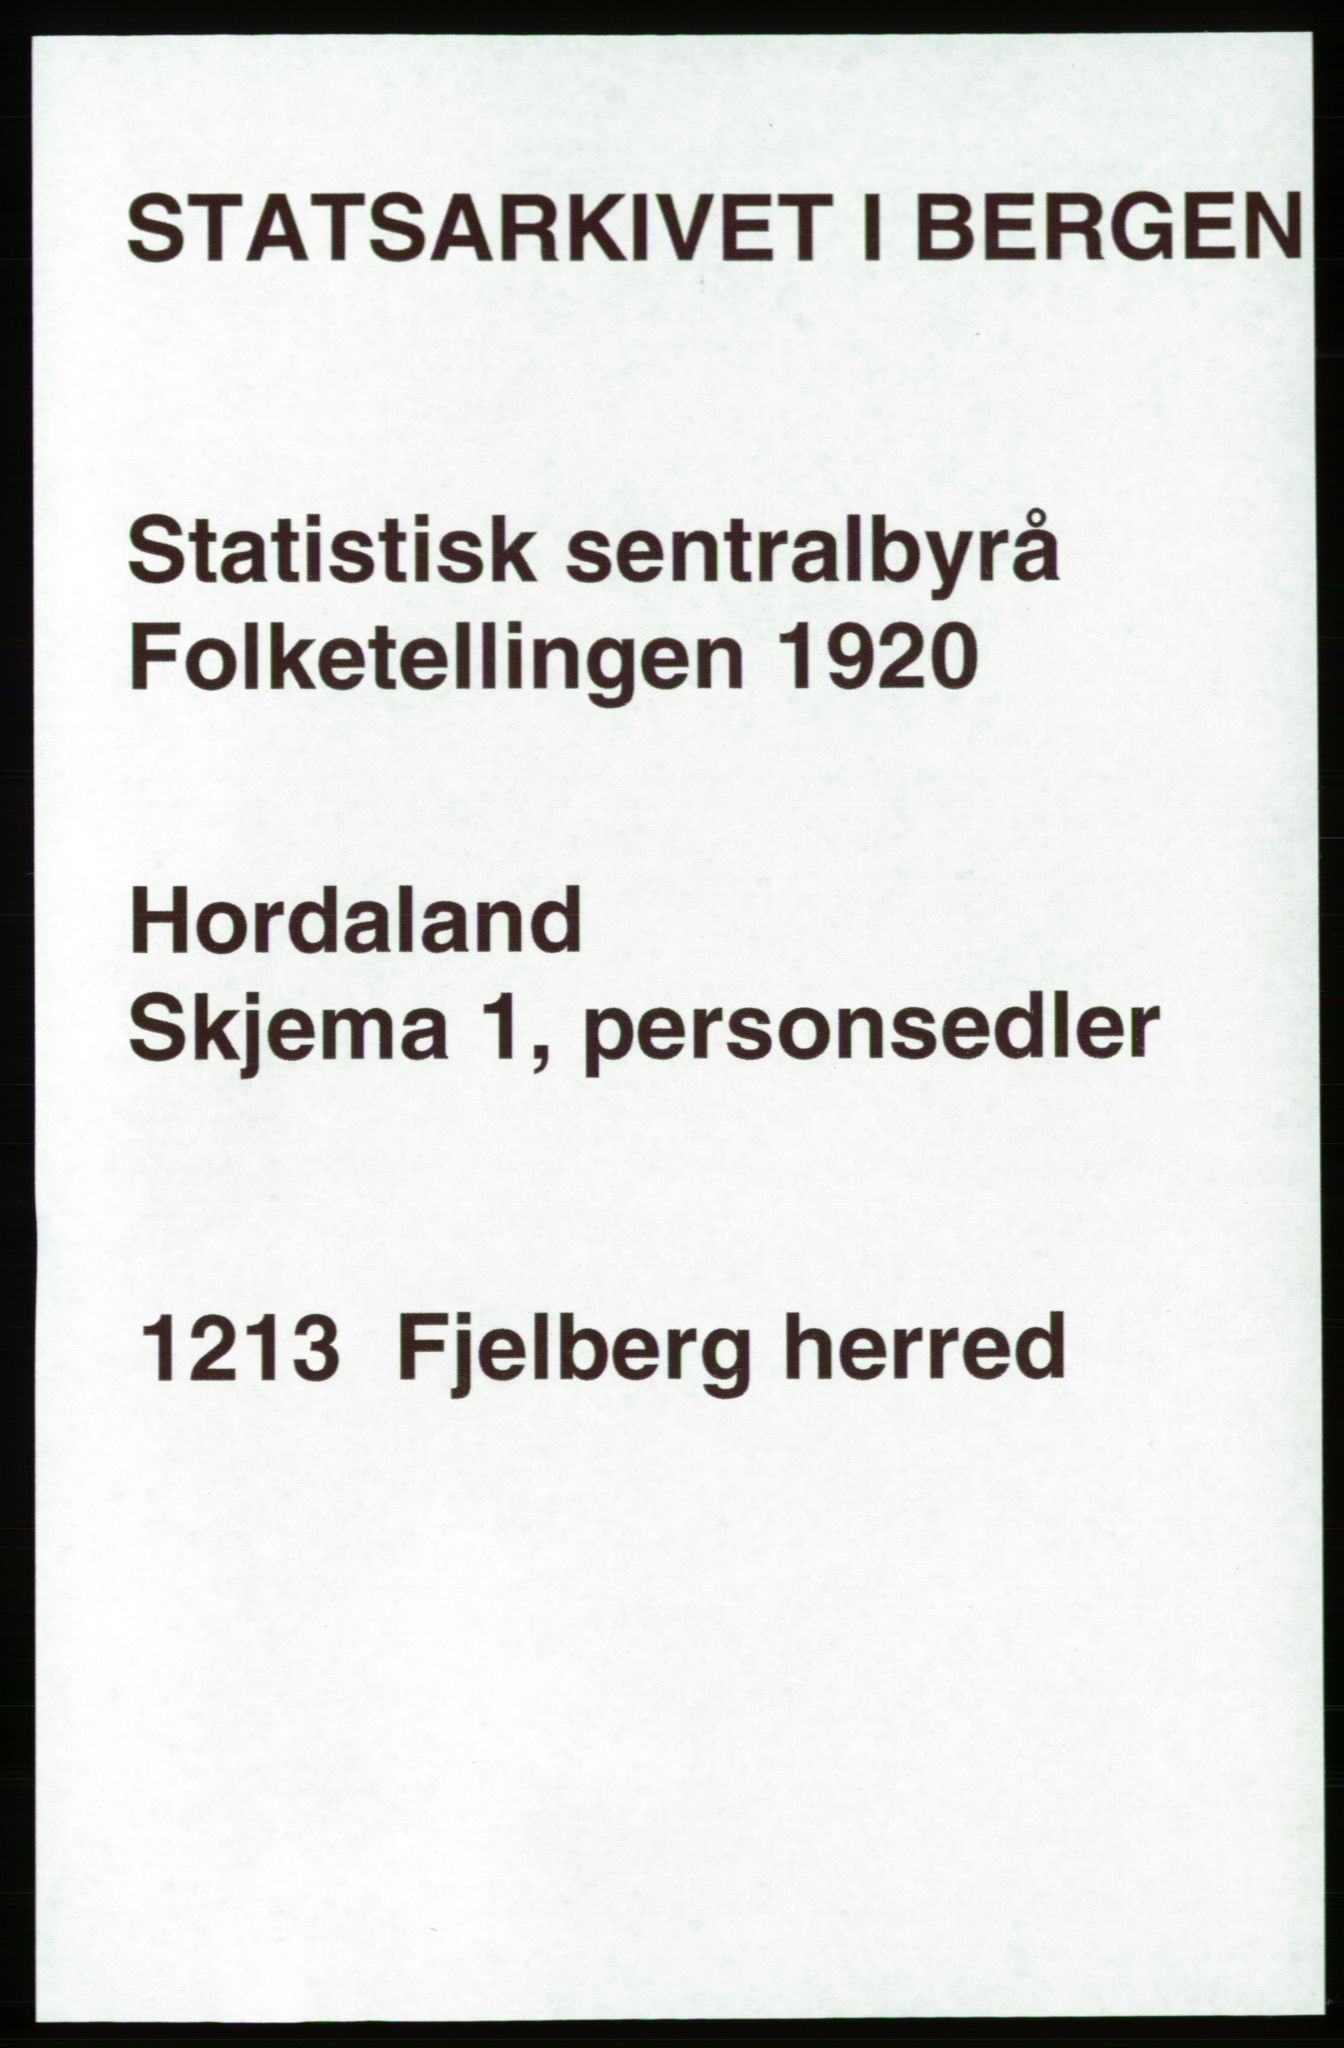 STATSARKIVET I BERGEN
Statistisk sentralbyrå
Folketellingen 1920
Hordaland
Skjema 1, personsedler
1213 Fjelberg herred